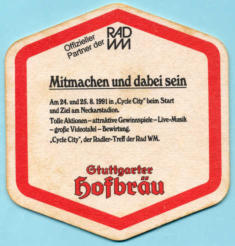 Offizieller
Partner der
RAD
WM
Mitmachen und dabei sein
Am 24. und 25. 8. 1991 in „Cycle City" beim Start
und Ziel am Neckarstadion.
Tolle Aktionen – attraktive Gewinnspiele – Live-Musik
– große Videotafel – Bewirtung.
„Cycle City", der Radler-Treff der Rad WM.
Stuttgarter
Hofbräu